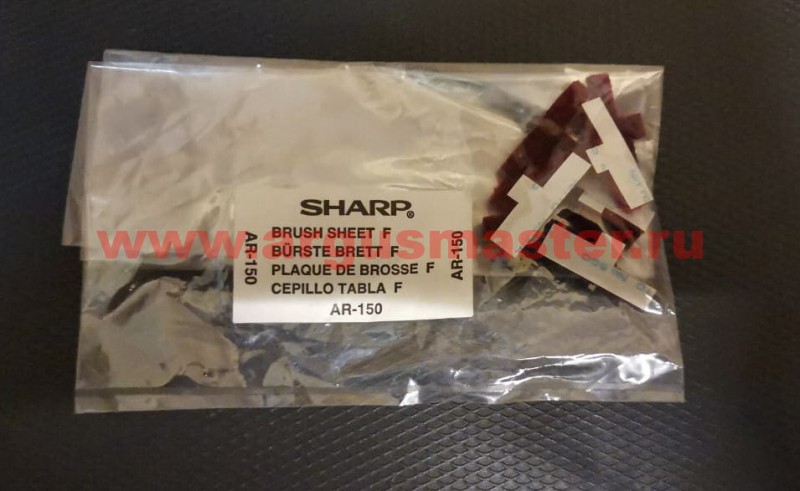 SHARP®
BRUSH SHEET F
BÜRSTE BRETT F
PLAQUE DE BROSSE F
CEPILLO TABLA F
AR-150
AR-150
AR-150
www.argusmaster.ru